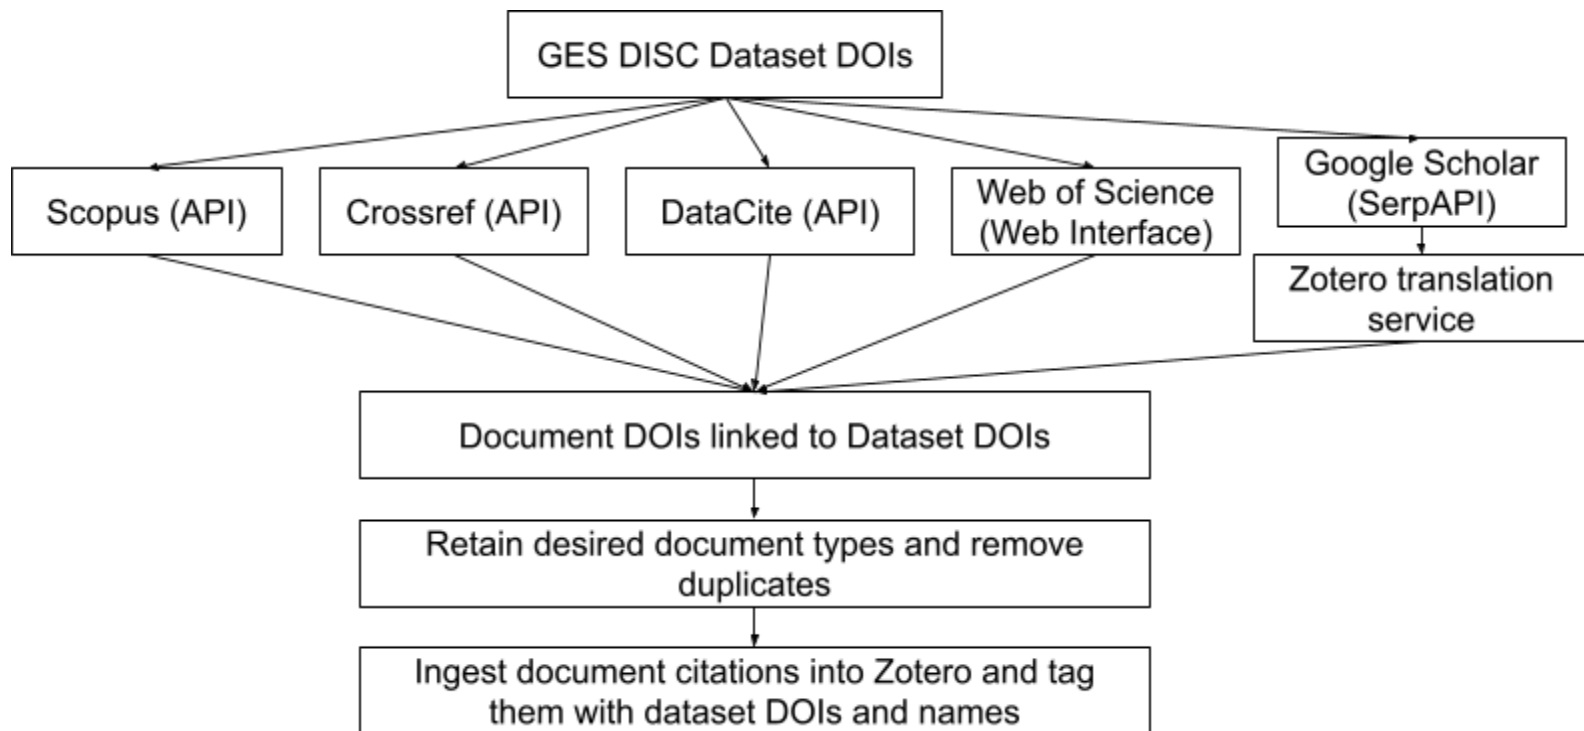 GES DISC Dataset DOIs
Scopus (API)
Crossref (API)
DataCite (API)
Web of Science
(Web Interface)
Google Scholar
(SerpAPI)
Zotero translation
service
Document DOIs linked to Dataset DOIs
Retain desired document types and remove
duplicates
Ingest document citations into Zotero and tag
them with dataset DOIs and names